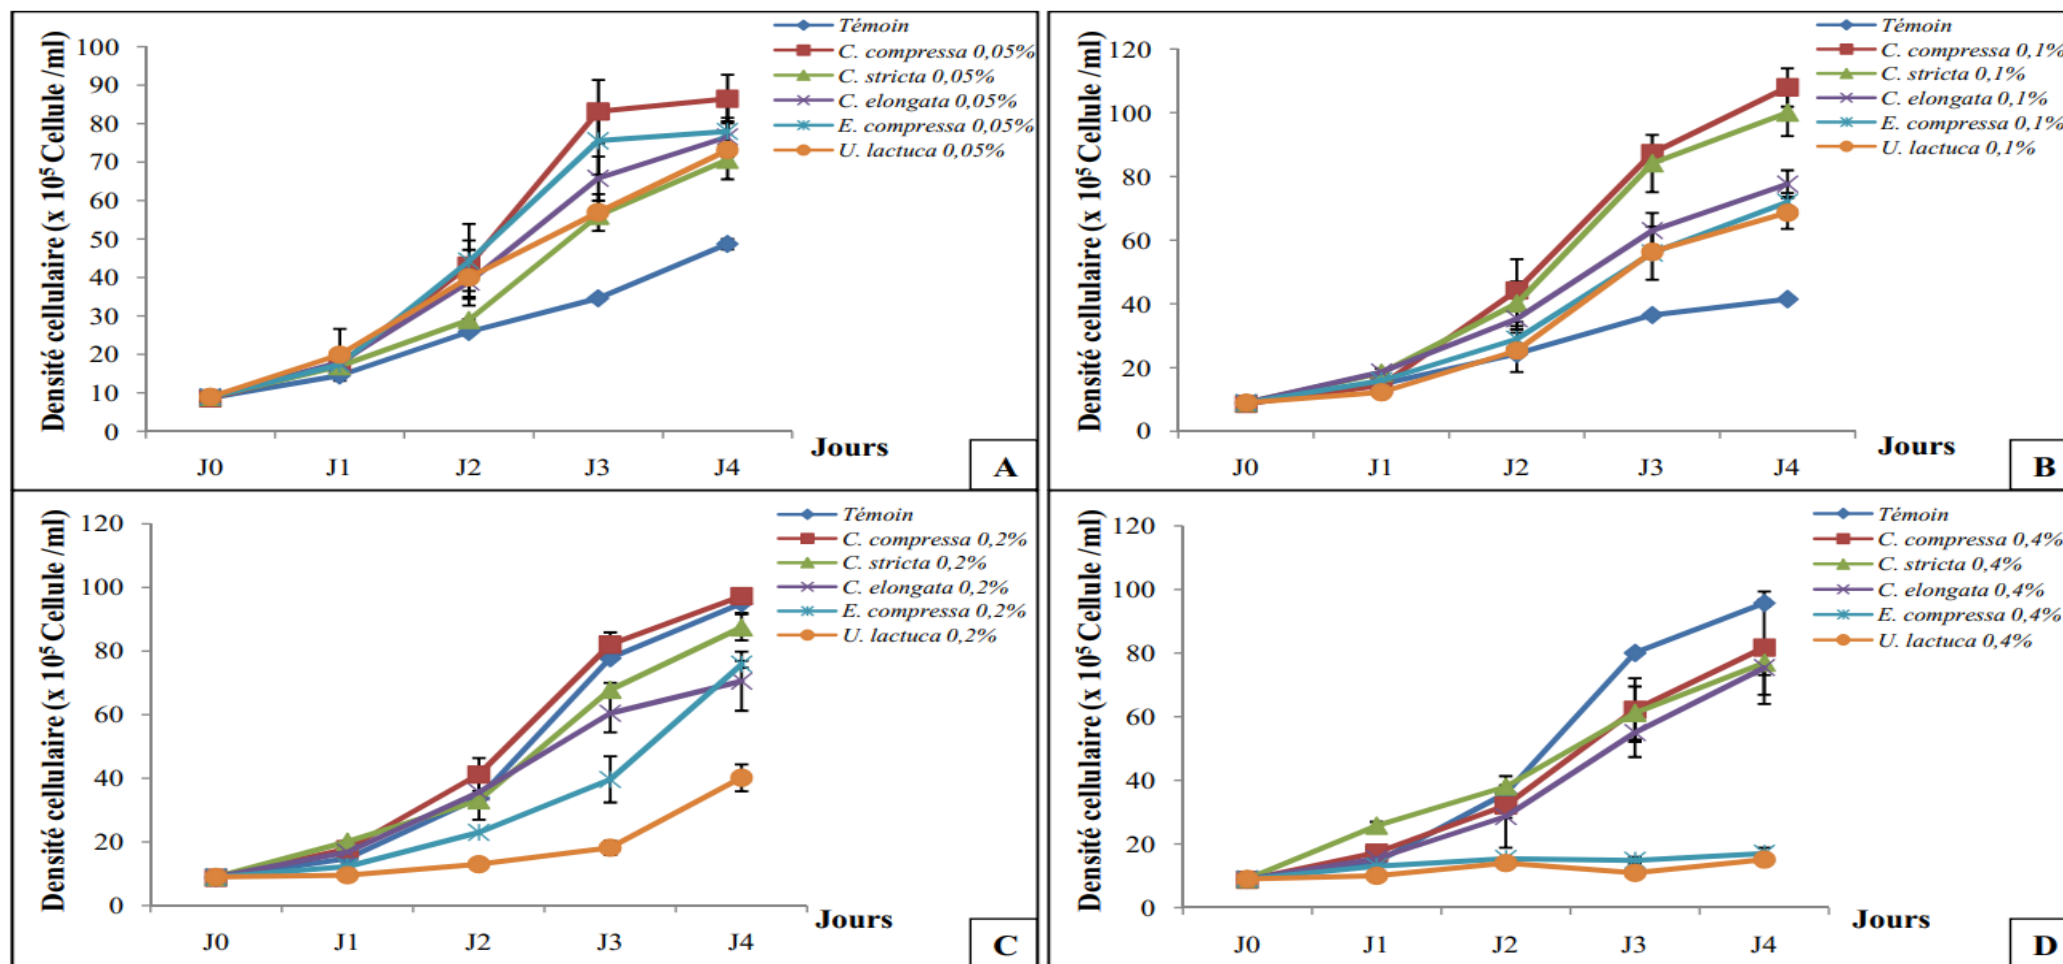 Densité cellulaire (x 10⁵ Cellule /ml)
100
90
80
70
60
50
40
30
20
10
0
J0 J1 J2 J3 J4
Jours
Témoin
C. compressa 0,05%
C. stricta 0,05%
C. elongata 0,05%
E. compressa 0,05%
U. lactuca 0,05%
A
Densité cellulaire (x 10⁵ Cellule /ml)
120
100
80
60
40
20
0
J0 J1 J2 J3 J4
Jours
Témoin
C. compressa 0,1%
C. stricta 0,1%
C. elongata 0,1%
E. compressa 0,1%
U. lactuca 0,1%
B
Densité cellulaire (x 10⁵ Cellule /ml)
120
100
80
60
40
20
0
J0 J1 J2 J3 J4
Jours
Témoin
C. compressa 0,2%
C. stricta 0,2%
C. elongata 0,2%
E. compressa 0,2%
U. lactuca 0,2%
C
Densité cellulaire (x 10⁵ Cellule /ml)
120
100
80
60
40
20
0
J0 J1 J2 J3 J4
Jours
Témoin
C. compressa 0,4%
C. stricta 0,4%
C. elongata 0,4%
E. compressa 0,4%
U. lactuca 0,4%
D